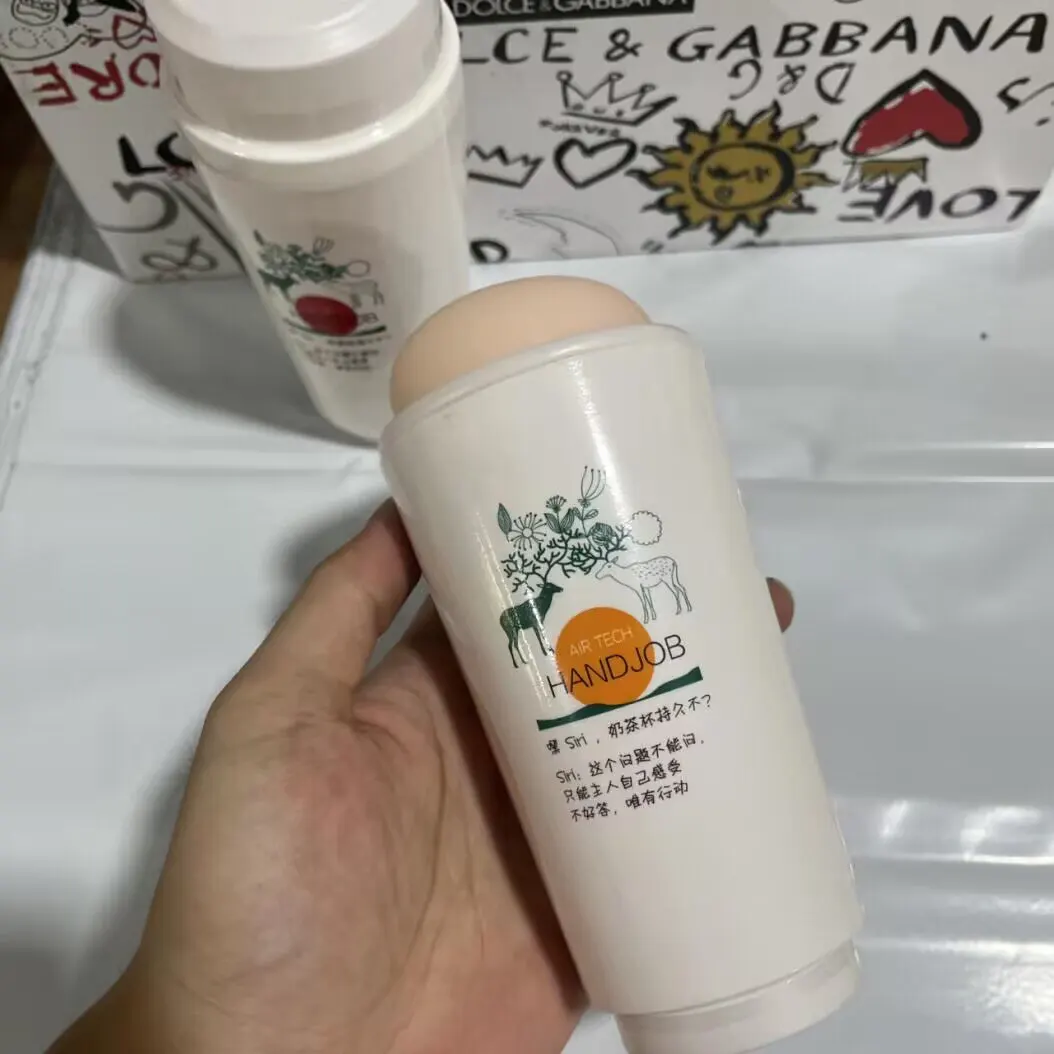 DOLCE & GABBANA
LCE & GABBANA
D&G
FOREVER
LOVE
AIR TECH
HANDJOB
嘿 Siri，奶茶杯持久不？
Siri：这个问题不能问，
只能主人自己感受
不好答，唯有行动